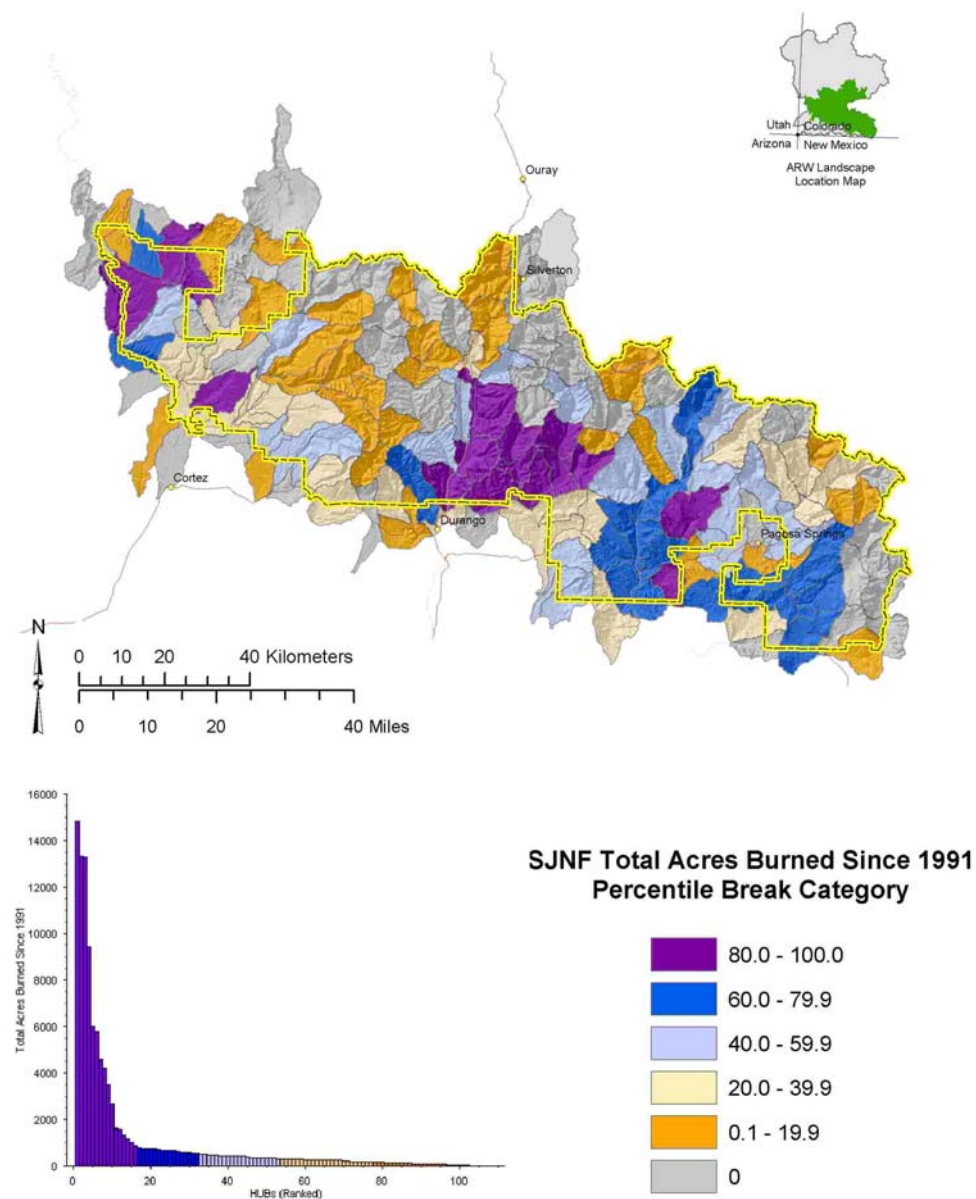 Utah
Colorado
Arizona
New Mexico
ARW Landscape
Location Map
Ouray
Silverton
Cortez
Durango
Pagosa Springs
N
0 10 20 40 Kilometers
0 10 20 40 Miles
16000
14000
12000
10000
8000
6000
4000
2000
0
Total Acres Burned Since 1991
0 20 40 60 80 100
HUBs (Ranked)
SJNF Total Acres Burned Since 1991
Percentile Break Category
80.0 - 100.0
60.0 - 79.9
40.0 - 59.9
20.0 - 39.9
0.1 - 19.9
0